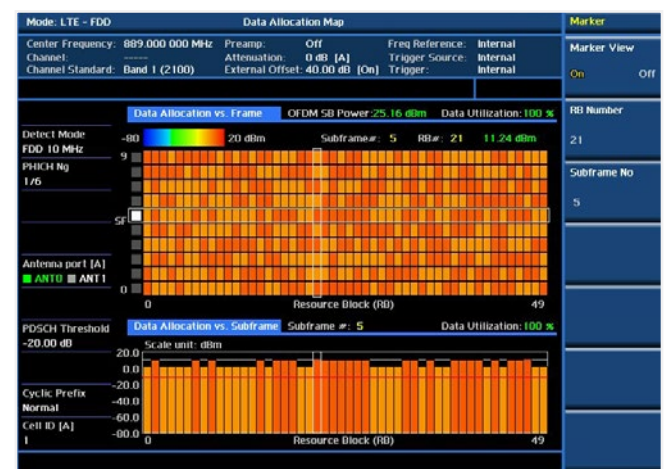 Mode: LTE - FDD Data Allocation Map Marker
Center Frequency: 889.000 000 MHz Preamp: Off Freq Reference: Internal
Channel: - Attenuation: 0 dB [A] Trigger Source: Internal
Channel Standard: Band 1 (2100) External Offset: 40.00 dB [On] Trigger: Internal
Marker View
On Off
Data Allocation vs. Frame OFDM SB Power:25.16 dBm Data Utilization:100 %
RB Number
21
Detect Mode
FDD 10 MHz
-80 20 dBm Subframe#: 5 RB#: 21 11.24 dBm
PHICH Ng
1/6
9
SF
0
Subframe No
5
Antenna port [A]
ANT0 ANT1
0 Resource Block (RB) 49
PDSCH Threshold
-20.00 dB
Data Allocation vs. Subframe Subframe #: 5 Data Utilization:100 %
Scale unit: dBm
20.0
0.0
-20.0
-40.0
-60.0
-80.0
Cyclic Prefix
Normal
Cell ID [A]
1
0 Resource Block (RB) 49